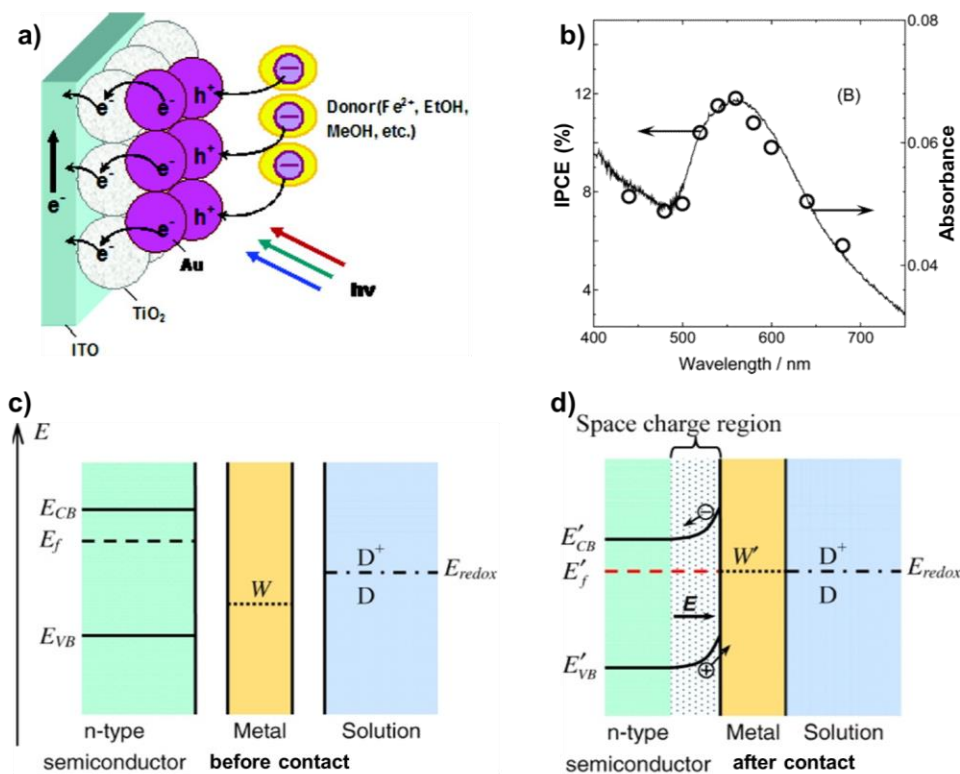 a)
e⁻ e⁻ h⁺
Donor(Fe²⁺, EtOH,
MeOH, etc.)
e⁻ e⁻ h⁺
e⁻
e⁻ e⁻ h⁺
Au
hν
TiO₂
ITO
b)
(B)
IPCE (%)
12
8
4
0.08
0.06
0.04
Absorbance
400 500 600 700
Wavelength / nm
c)
E
E_CB
E_f
E_VB
W
D⁺
D
E_redox
n-type Metal Solution
semiconductor before contact
d)
Space charge region
E′_CB
E′_f
E′_VB
E
W′
D⁺
D
E_redox
n-type Metal Solution
semiconductor after contact